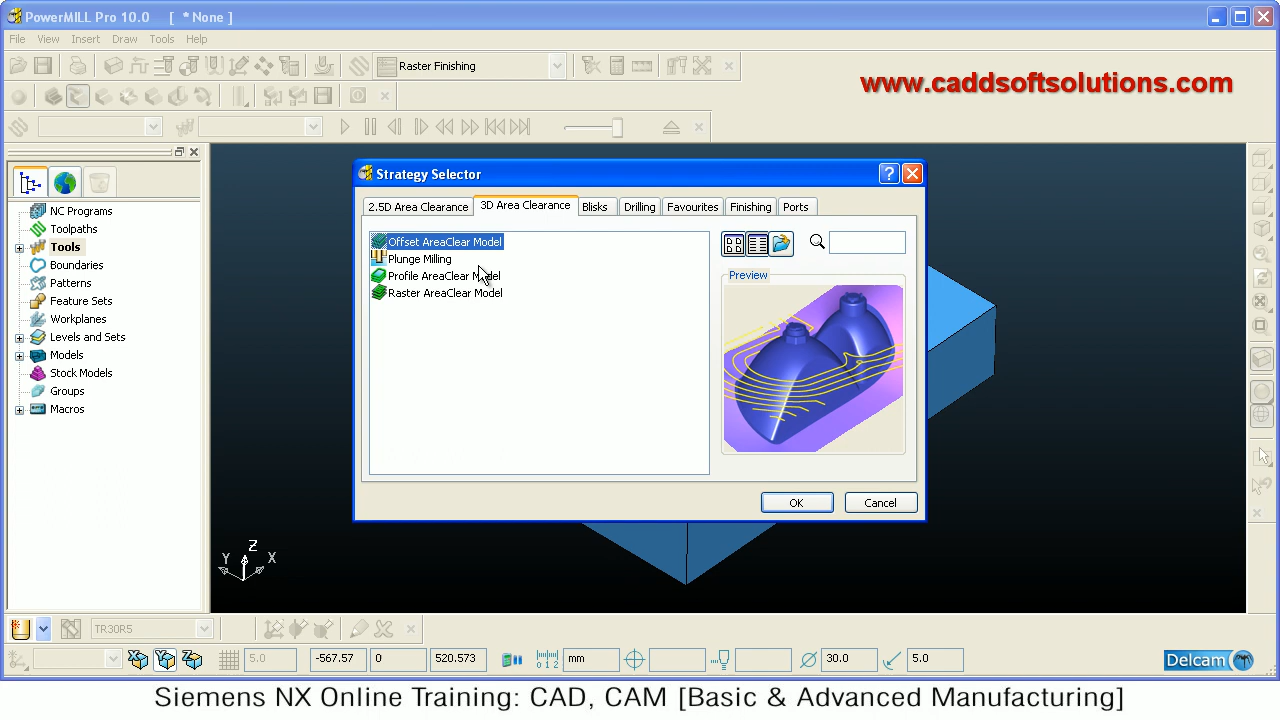 PowerMILL Pro 10.0 [ *None ]
File View Insert Draw Tools Help
Raster Finishing
www.caddsoftsolutions.com
Strategy Selector
2.5D Area Clearance 3D Area Clearance Blisks Drilling Favourites Finishing Ports
Offset AreaClear Model
Plunge Milling
Profile AreaClear Model
Raster AreaClear Model
Preview
OK Cancel
NC Programs
Toolpaths
Tools
Boundaries
Patterns
Feature Sets
Workplanes
Levels and Sets
Models
Stock Models
Groups
Macros
Z
Y X
TR30R5
5.0 -567.57 0 520.573 mm 30.0 5.0 Delcam
Siemens NX Online Training: CAD, CAM [Basic & Advanced Manufacturing]